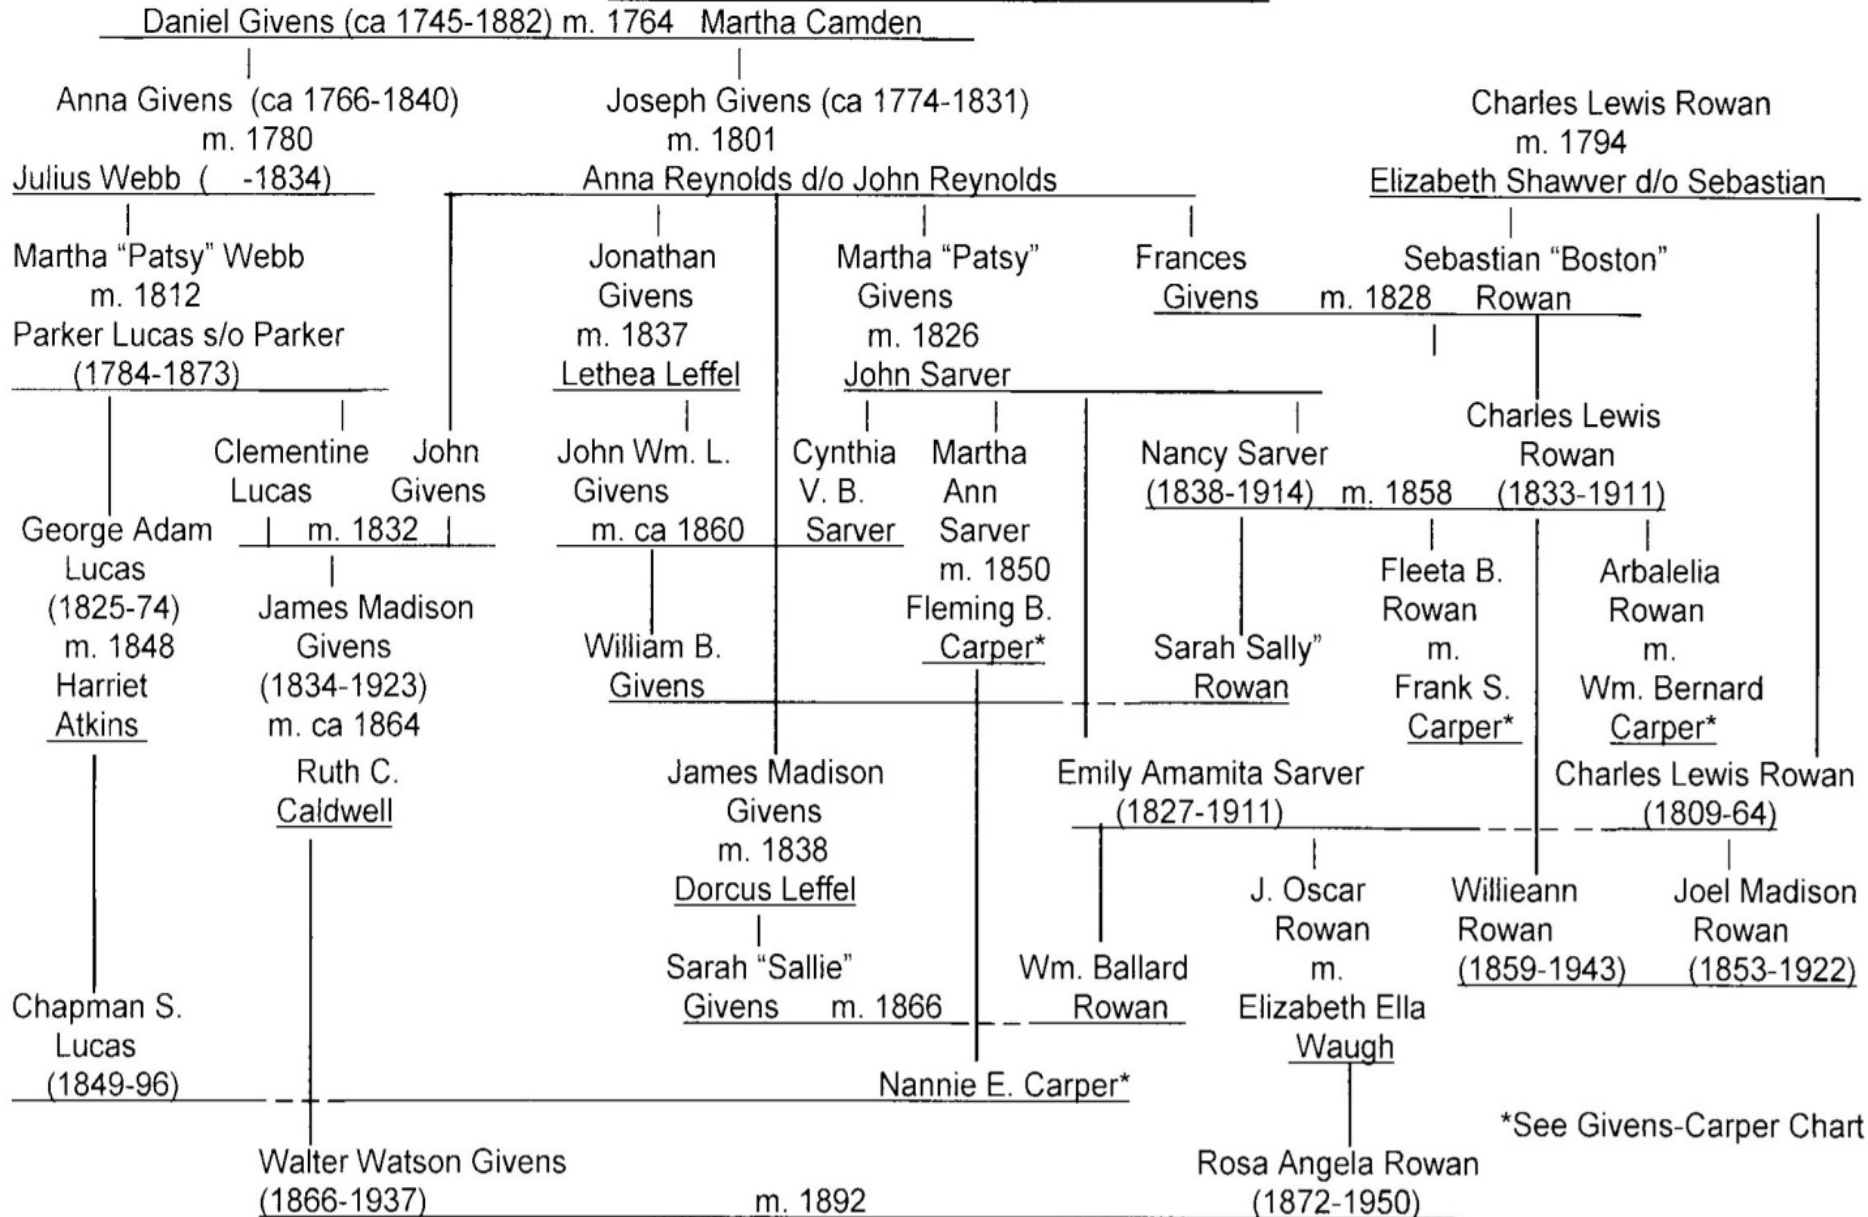 Daniel Givens (ca 1745-1882) m. 1764 Martha Camden
Anna Givens (ca 1766-1840)
m. 1780
Julius Webb ( -1834)
Joseph Givens (ca 1774-1831)
m. 1801
Anna Reynolds d/o John Reynolds
Charles Lewis Rowan
m. 1794
Elizabeth Shawver d/o Sebastian
Martha “Patsy” Webb
m. 1812
Parker Lucas s/o Parker
(1784-1873)
Jonathan
Givens
m. 1837
Lethea Leffel
Martha “Patsy”
Givens
m. 1826
John Sarver
Frances
Givens m. 1828
Sebastian “Boston”
Rowan
Clementine
Lucas
John
Givens
m. 1832
John Wm. L.
Givens
m. ca 1860
Cynthia
V. B.
Sarver
Martha
Ann
Sarver
m. 1850
Fleming B.
Carper*
Nancy Sarver
(1838-1914) m. 1858
Charles Lewis
Rowan
(1833-1911)
George Adam
Lucas
(1825-74)
m. 1848
Harriet
Atkins
James Madison
Givens
(1834-1923)
m. ca 1864
Ruth C.
Caldwell
William B.
Givens
Sarah Sally”
Rowan
Fleeta B.
Rowan
m.
Frank S.
Carper*
Arbalelia
Rowan
m.
Wm. Bernard
Carper*
James Madison
Givens
m. 1838
Dorcus Leffel
Emily Amamita Sarver
(1827-1911)
Charles Lewis Rowan
(1809-64)
Sarah “Sallie”
Givens m. 1866
Wm. Ballard
Rowan
J. Oscar
Rowan
m.
Elizabeth Ella
Waugh
Willieann
Rowan
(1859-1943)
Joel Madison
Rowan
(1853-1922)
Chapman S.
Lucas
(1849-96)
Nannie E. Carper*
*See Givens-Carper Chart
Walter Watson Givens
(1866-1937)
m. 1892
Rosa Angela Rowan
(1872-1950)